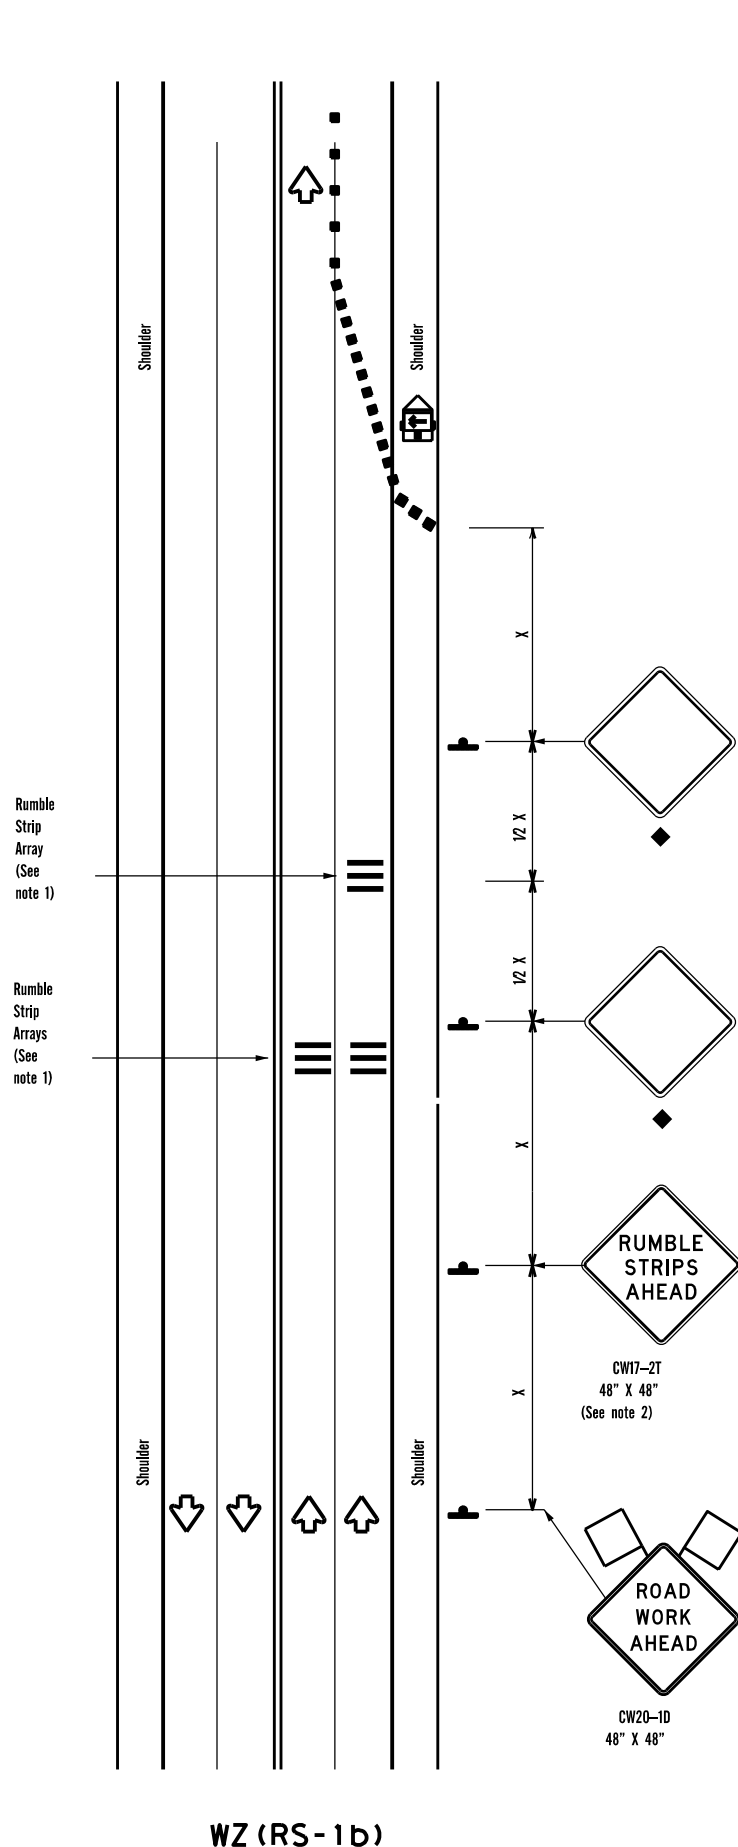 Shoulder
Shoulder
X
Rumble
Strip
Array
(See
note 1)
1/2 X
1/2 X
Rumble
Strip
Arrays
(See
note 1)
X
RUMBLE
STRIPS
AHEAD
CW17–2T
48” X 48”
(See note 2)
X
Shoulder
Shoulder
ROAD
WORK
AHEAD
CW20–1D
48” X 48”
WZ (RS-1b)